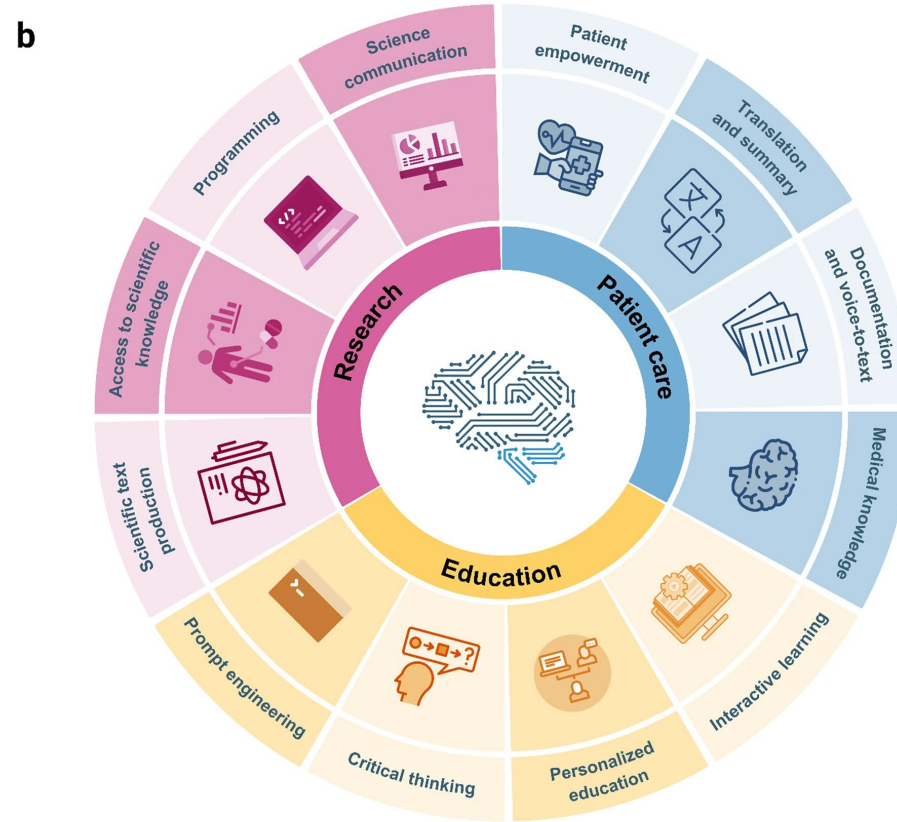 b
Science
communication
Patient
empowerment
Translation
and summary
Documentation
and voice-to-text
Medical knowledge
Interactive learning
Personalized
education
Critical thinking
Prompt engineering
Scientific text
production
Access to scientific
knowledge
Programming
Research
Patient care
Education
</>
文
A
?
>_